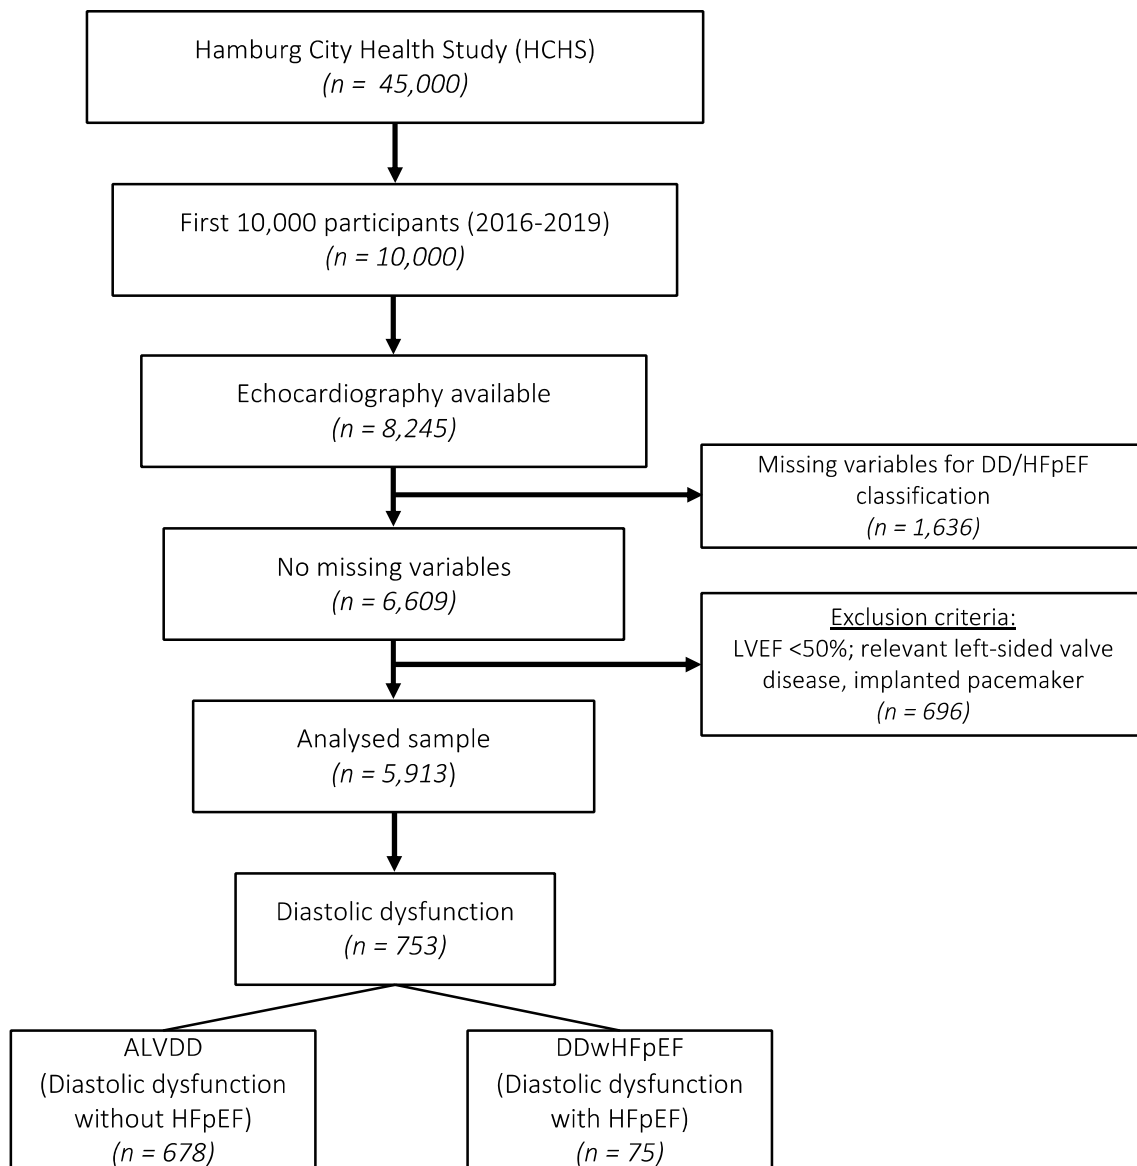 Hamburg City Health Study (HCHS)
(n =  45,000)
First 10,000 participants (2016-2019)
(n = 10,000)
Echocardiography available
(n = 8,245)
Missing variables for DD/HFpEF
classification
(n = 1,636)
No missing variables
(n = 6,609)
Exclusion criteria:
LVEF <50%; relevant left-sided valve
disease, implanted pacemaker
(n = 696)
Analysed sample
(n = 5,913)
Diastolic dysfunction
(n = 753)
ALVDD
(Diastolic dysfunction
without HFpEF)
(n = 678)
DDwHFpEF
(Diastolic dysfunction
with HFpEF)
(n = 75)